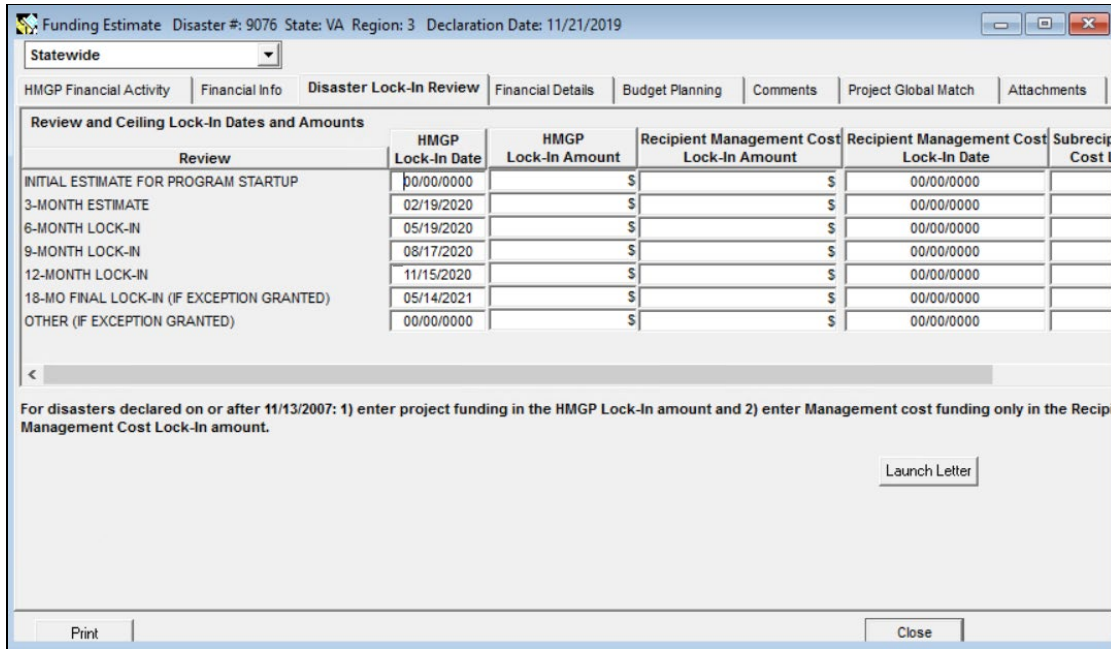 Funding Estimate Disaster #: 9076 State: VA Region: 3 Declaration Date: 11/21/2019
Statewide
HMGP Financial Activity Financial Info Disaster Lock-In Review Financial Details Budget Planning Comments Project Global Match Attachments
Review and Ceiling Lock-In Dates and Amounts
Review HMGP Lock-In Date HMGP Lock-In Amount Recipient Management Cost Lock-In Amount Recipient Management Cost Lock-In Date Subrecip Cost L
INITIAL ESTIMATE FOR PROGRAM STARTUP 00/00/0000 $ $ 00/00/0000
3-MONTH ESTIMATE 02/19/2020 $ $ 00/00/0000
6-MONTH LOCK-IN 05/19/2020 $ $ 00/00/0000
9-MONTH LOCK-IN 08/17/2020 $ $ 00/00/0000
12-MONTH LOCK-IN 11/15/2020 $ $ 00/00/0000
18-MO FINAL LOCK-IN (IF EXCEPTION GRANTED) 05/14/2021 $ $ 00/00/0000
OTHER (IF EXCEPTION GRANTED) 00/00/0000 $ $ 00/00/0000
For disasters declared on or after 11/13/2007: 1) enter project funding in the HMGP Lock-In amount and 2) enter Management cost funding only in the Recip
Management Cost Lock-In amount.
Launch Letter
Print Close